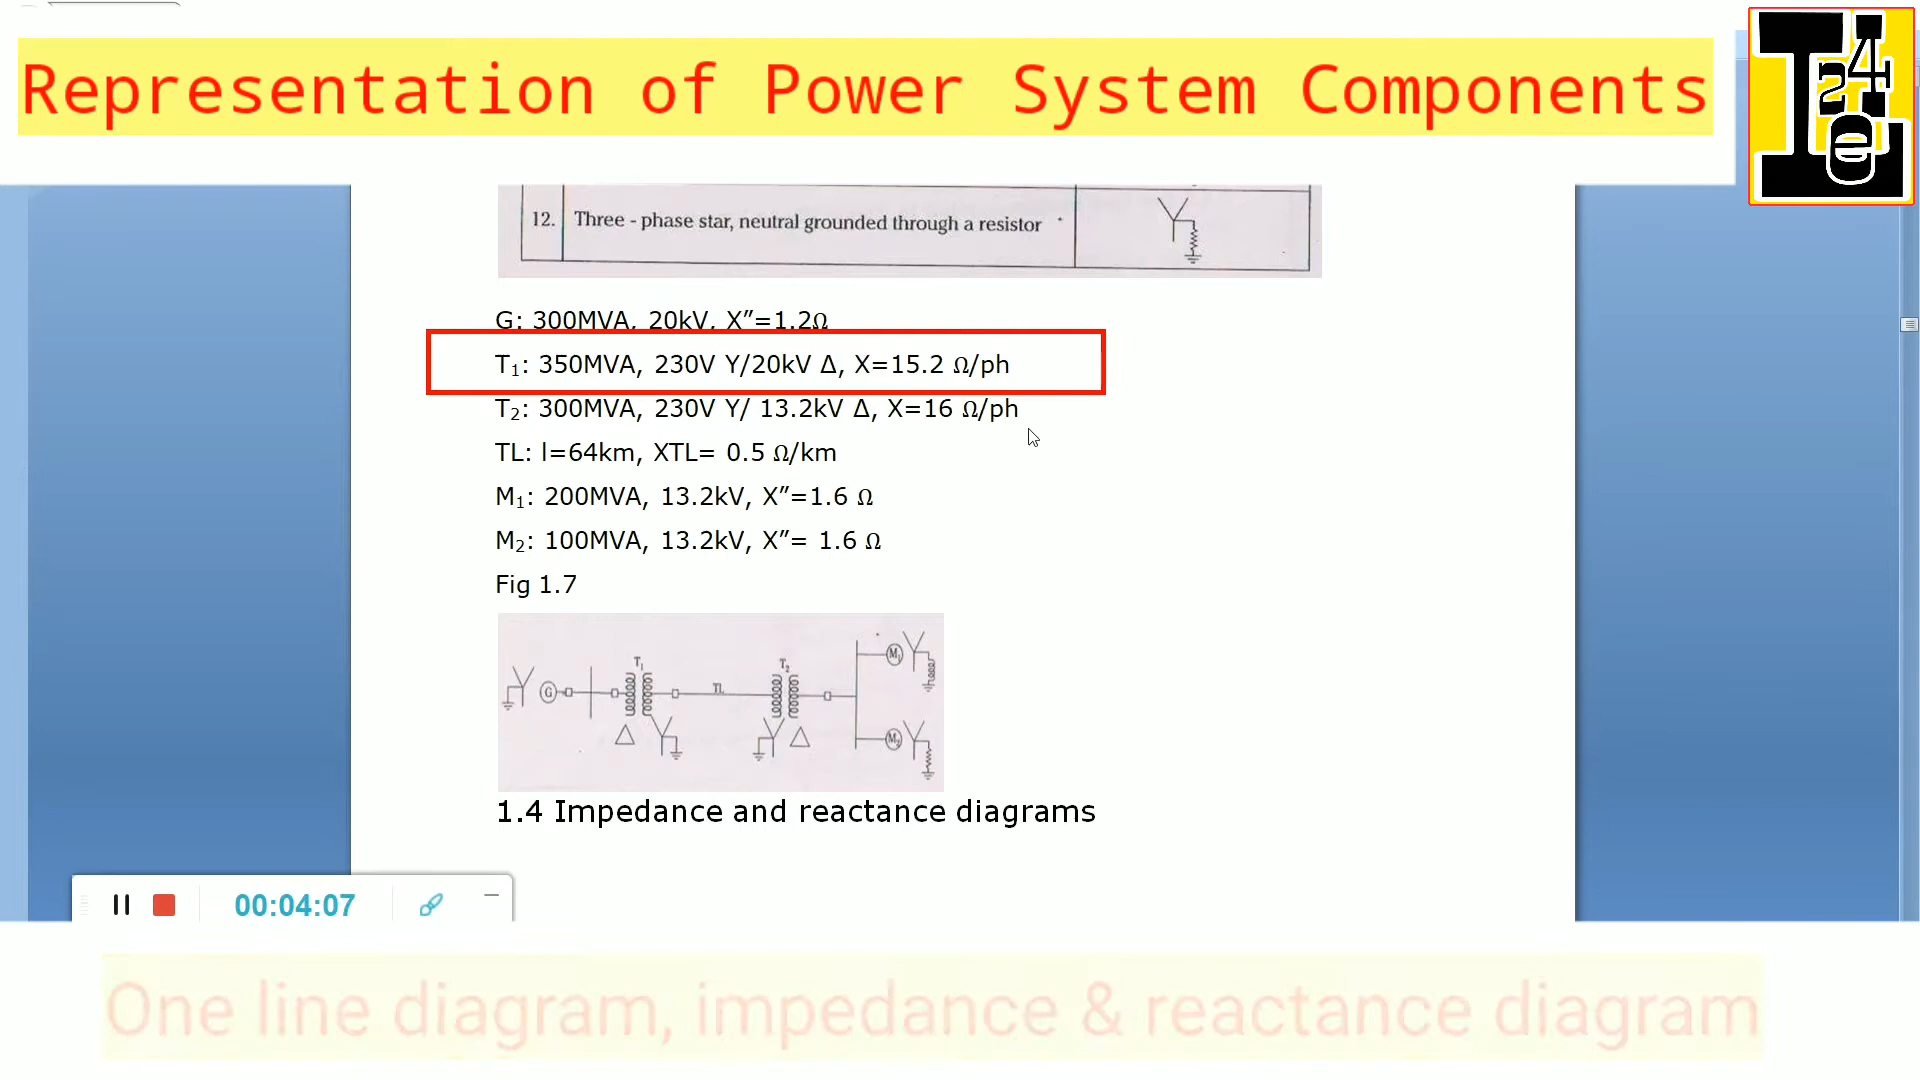 Representation of Power System Components
L24e
12. Three - phase star, neutral grounded through a resistor
G: 300MVA, 20kV, X”=1.2Ω
T₁: 350MVA, 230V Y/20kV Δ, X=15.2 Ω/ph
T₂: 300MVA, 230V Y/ 13.2kV Δ, X=16 Ω/ph
TL: l=64km, XTL= 0.5 Ω/km
M₁: 200MVA, 13.2kV, X”=1.6 Ω
M₂: 100MVA, 13.2kV, X”= 1.6 Ω
Fig 1.7
T₁ T₂ M₁
G TL
M₂
1.4 Impedance and reactance diagrams
00:04:07
One line diagram, impedance & reactance diagram